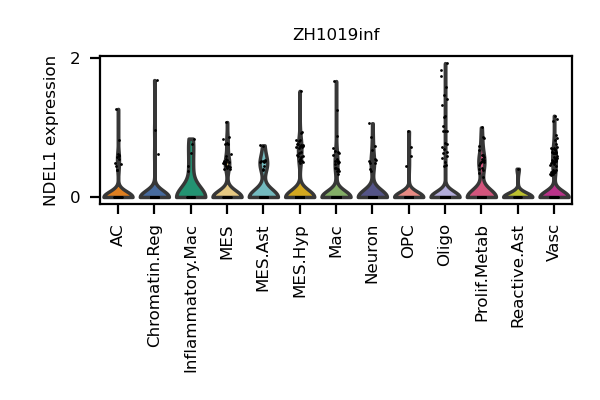 ZH1019inf
NDEL1 expression
2
0
AC
Chromatin.Reg
Inflammatory.Mac
MES
MES.Ast
MES.Hyp
Mac
Neuron
OPC
Oligo
Prolif.Metab
Reactive.Ast
Vasc